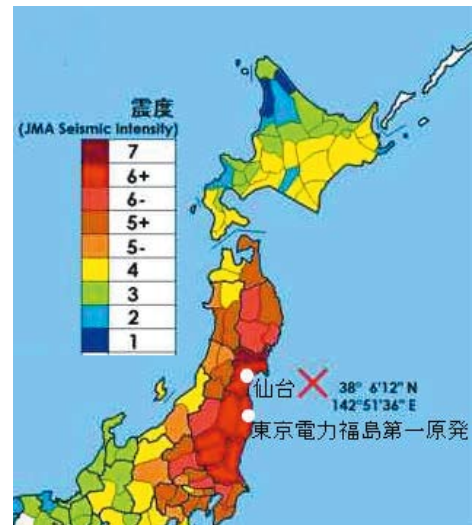 震度
(JMA Seismic Intensity)
7
6+
6-
5+
5-
4
3
2
1
仙台
38° 6'12" N
142°51'36" E
東京電力福島第一原発